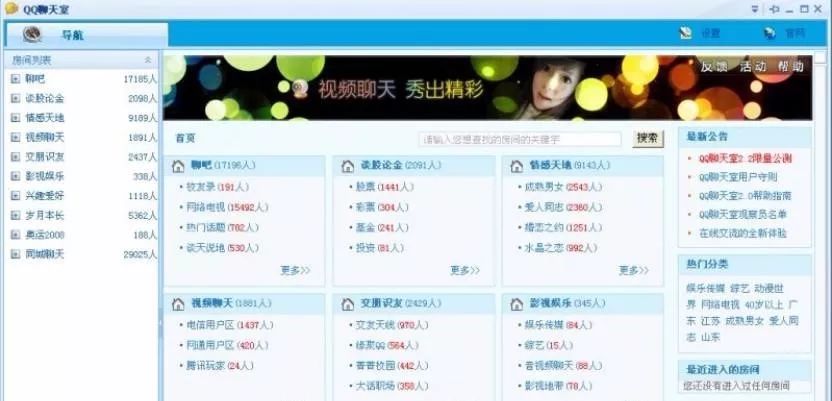 QQ聊天室
导航
设置
官网
房间列表
聊吧 17185人
谈股论金 2098人
情感天地 9189人
视频聊天 1891人
交朋识友 2437人
影视娱乐 338人
兴趣爱好 1118人
岁月本长 5362人
奥运2008 188人
同城聊天 29025人
视频聊天 秀出精彩
反馈 活动 帮助
首页
请输入您想查找的房间的关键字
搜索
聊吧(17196人)
校友录(191人)
网络电视(15492人)
热门话题(702人)
谈天说地(530人)
更多>>
谈股论金(2091人)
股票(1441人)
彩票(304人)
基金(241人)
投资(81人)
更多>>
情感天地(9143人)
成熟男女(2543人)
爱人同志(2360人)
婚恋之约(1251人)
水晶之恋(992人)
更多>>
视频聊天(1881人)
电信用户区(1437人)
网通用户区(420人)
腾讯玩家(24人)
交朋识友(2429人)
交友天线(970人)
缘聚QQ(564人)
菁菁校园(442人)
大话职场(358人)
影视娱乐(345人)
娱乐传媒(84人)
综艺(15人)
音视频聊天(88人)
影视地带(78人)
最新公告
QQ聊天室2.2限量公测
QQ聊天室用户守则
QQ聊天室2.0帮助指南
QQ聊天室观察员名单
在线交流的全新体验
热门分类
娱乐传媒 综艺 动漫世
界 网络电视 40岁以上 广
东 江苏 成熟男女 爱人同
志 山东
最近进入的房间
您还没有进入过任何房间